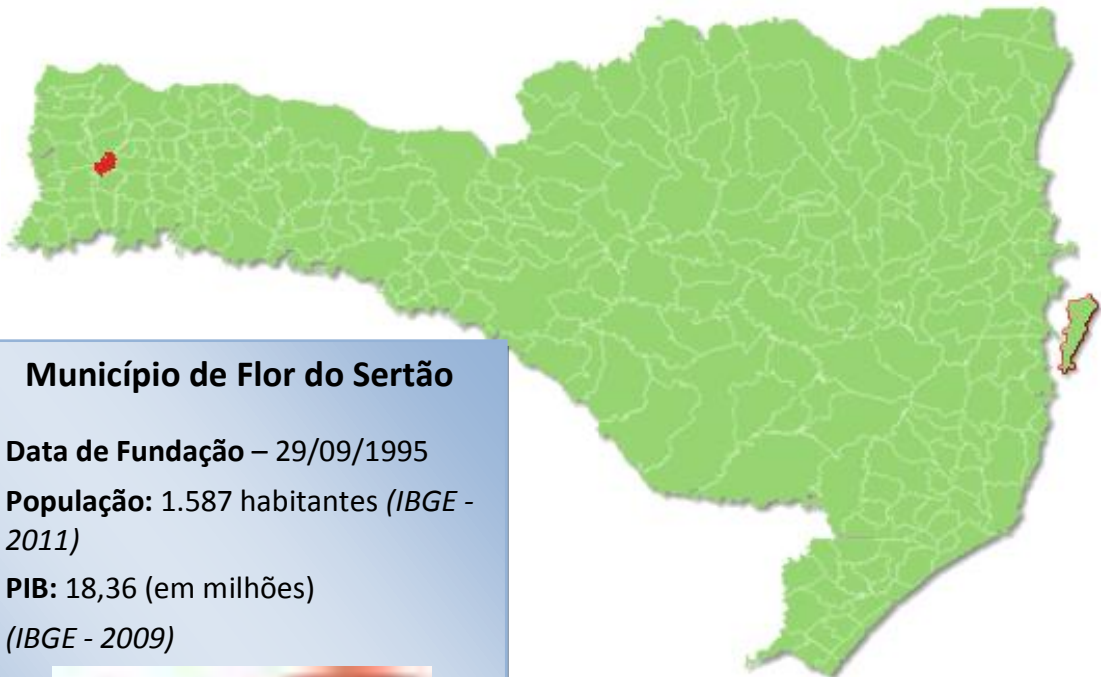 Município de Flor do Sertão
Data de Fundação – 29/09/1995
População: 1.587 habitantes (IBGE -
2011)
PIB: 18,36 (em milhões)
(IBGE - 2009)